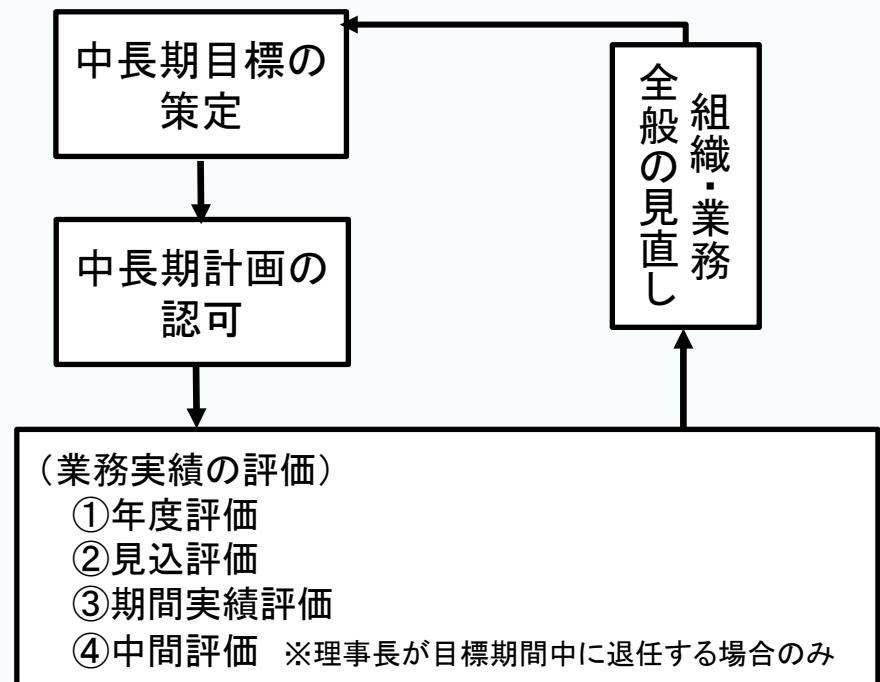 中長期目標の
策定
中長期計画の
認可
（業務実績の評価）
①年度評価
②見込評価
③期間実績評価
④中間評価 ※理事長が目標期間中に退任する場合のみ
組織・業務
全般の見直し